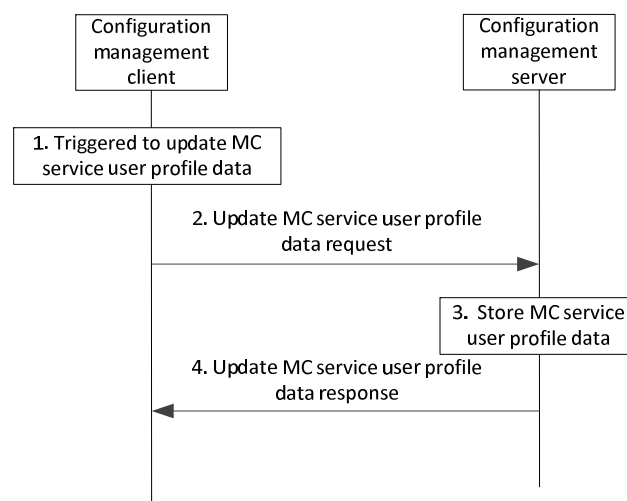 Configuration
management
client
Configuration
management
server
1. Triggered to update MC
service user profile data
2. Update MC service user profile
data request
3. Store MC service
user profile data
4. Update MC service user profile
data response